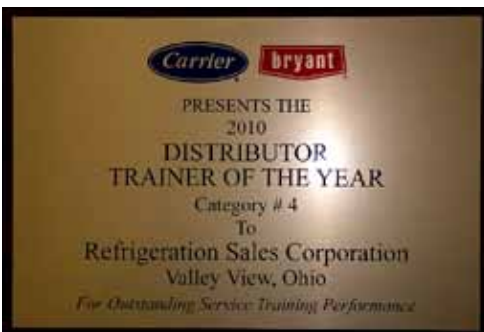 Carrier bryant
PRESENTS THE
2010
DISTRIBUTOR
TRAINER OF THE YEAR
Category # 4
To
Refrigeration Sales Corporation
Valley View, Ohio
For Outstanding Service Training Performance